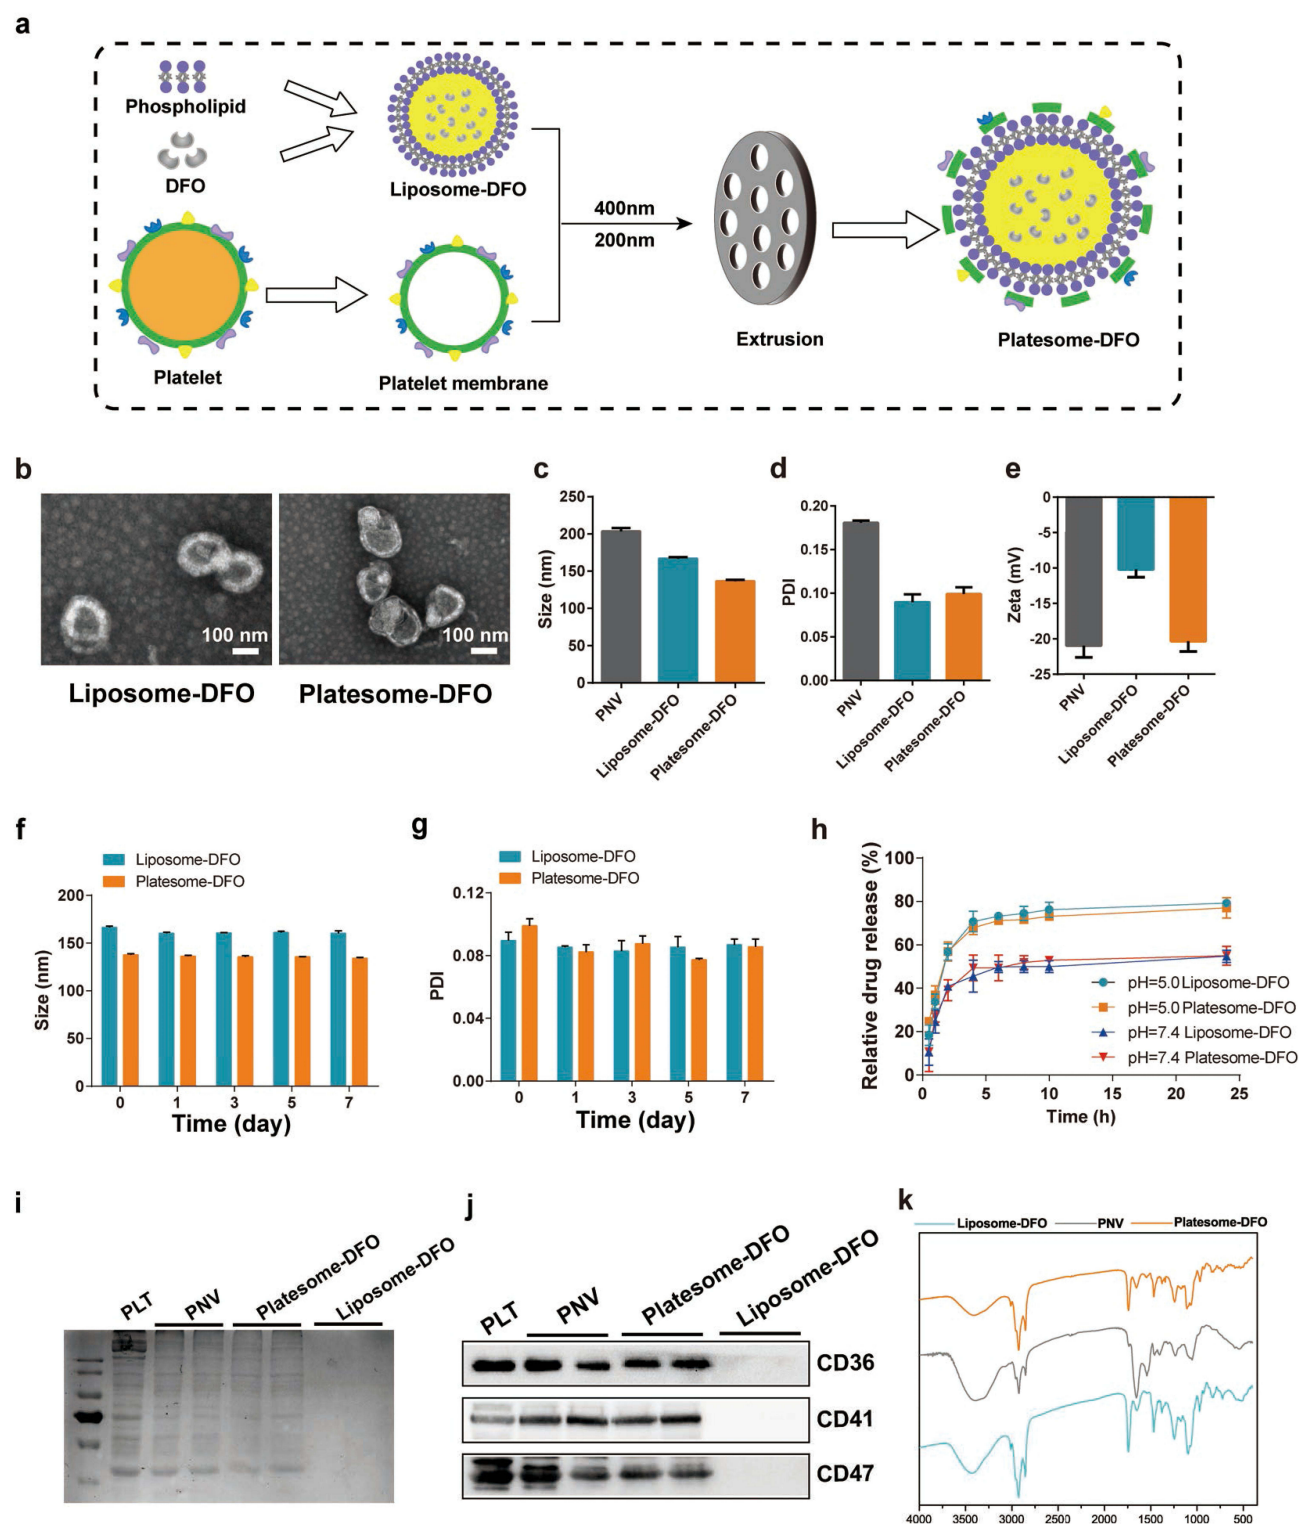 a
Phospholipid
DFO
Liposome-DFO
Platelet
Platelet membrane
400nm
200nm
Extrusion
Platesome-DFO
b
100 nm
100 nm
Liposome-DFO
Platesome-DFO
c
250
200
150
100
50
0
Size (nm)
PNV
Liposome-DFO
Platesome-DFO
d
0.20
0.15
0.10
0.05
0.00
PDI
PNV
Liposome-DFO
Platesome-DFO
e
0
-5
-10
-15
-20
-25
Zeta (mV)
PNV
Liposome-DFO
Platesome-DFO
f
Liposome-DFO
Platesome-DFO
200
150
100
50
0
Size (nm)
0 1 3 5 7
Time (day)
g
Liposome-DFO
Platesome-DFO
0.12
0.08
0.04
0.00
PDI
0 1 3 5 7
Time (day)
h
100
80
60
40
20
0
Relative drug release (%)
pH=5.0 Liposome-DFO
pH=5.0 Platesome-DFO
pH=7.4 Liposome-DFO
pH=7.4 Platesome-DFO
0 5 10 15 20 25
Time (h)
i
PLT
PNV
Platesome-DFO
Liposome-DFO
j
PLT
PNV
Platesome-DFO
Liposome-DFO
CD36
CD41
CD47
k
Liposome-DFO PNV Platesome-DFO
4000 3500 3000 2500 2000 1500 1000 500